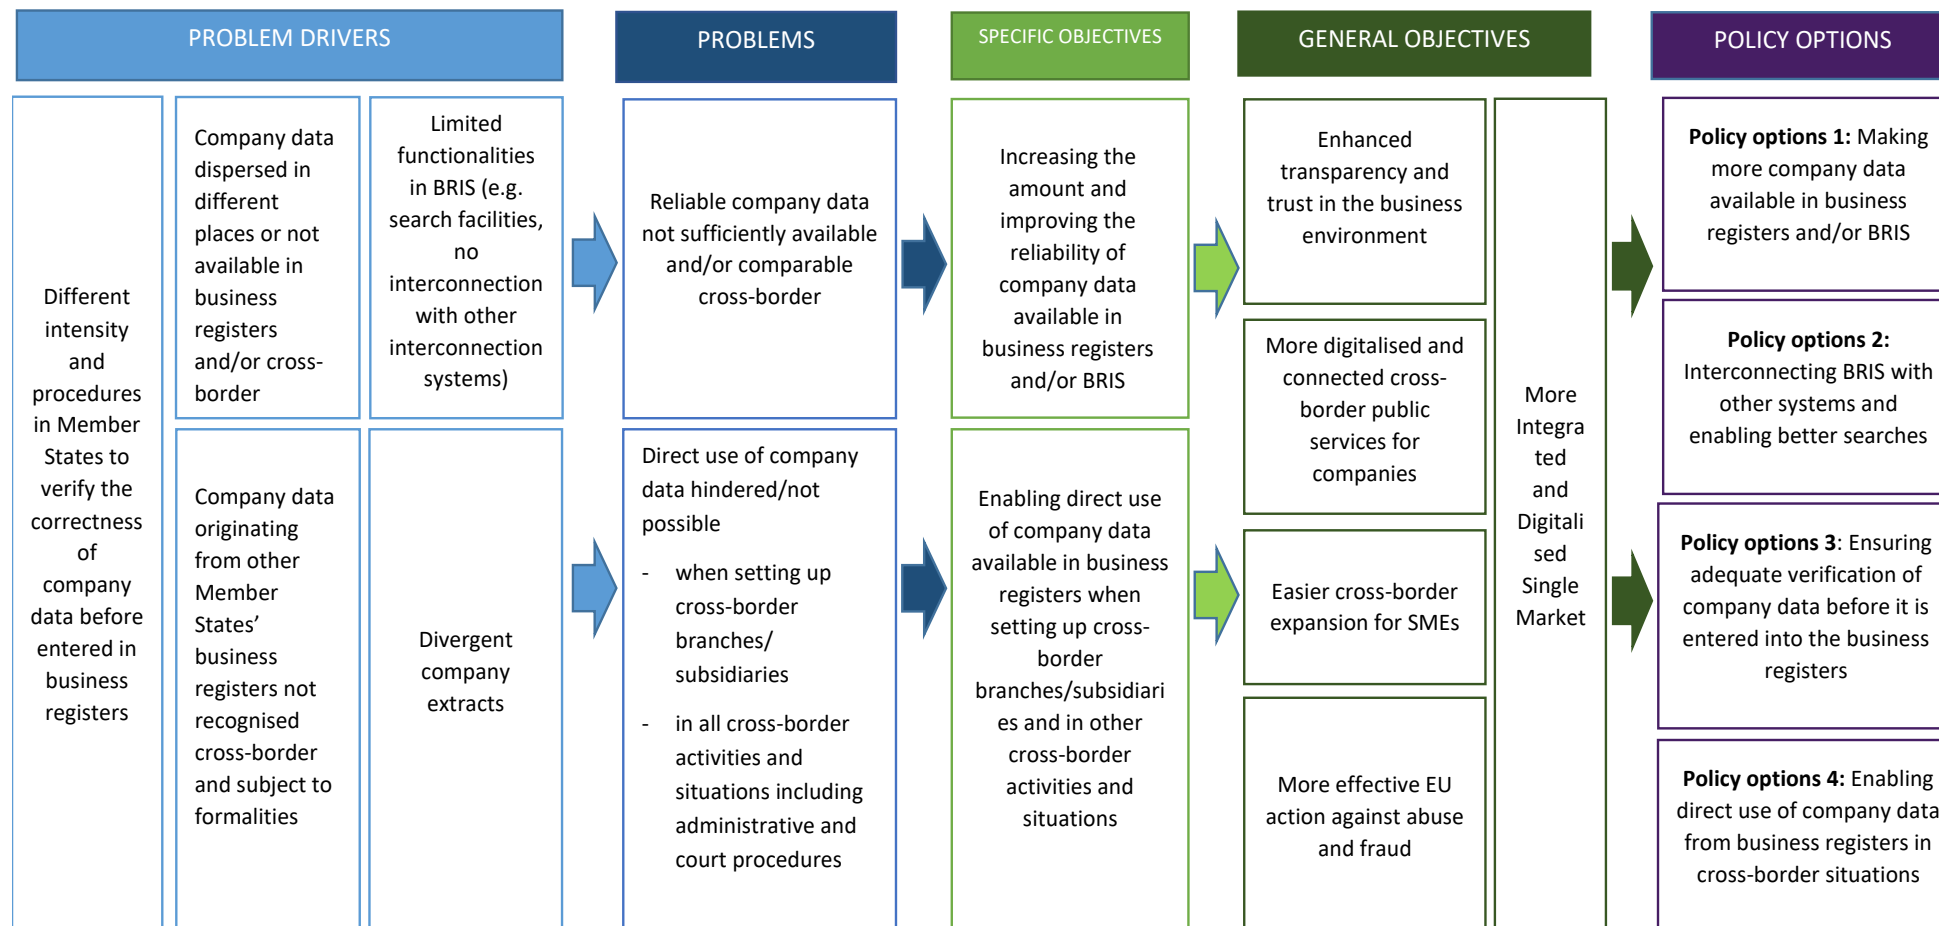 PROBLEM DRIVERS
PROBLEMS
SPECIFIC OBJECTIVES
GENERAL OBJECTIVES
POLICY OPTIONS
Different
intensity
and
procedures
in Member
States to
verify the
correctness
of
company
data before
entered in
business
registers
Company data
dispersed in
different
places or not
available in
business
registers
and/or cross-
border
Limited
functionalities
in BRIS (e.g.
search facilities,
no
interconnection
with other
interconnection
systems)
Company data
originating
from other
Member
States’
business
registers not
recognised
cross-border
and subject to
formalities
Divergent
company
extracts
Reliable company data
not sufficiently available
and/or comparable
cross-border
Direct use of company
data hindered/not
possible
- when setting up
cross-border
branches/
subsidiaries
- in all cross-border
activities and
situations including
administrative and
court procedures
Increasing the
amount and
improving the
reliability of
company data
available in
business registers
and/or BRIS
Enabling direct use
of company data
available in business
registers when
setting up cross-
border
branches/subsidiari
es and in other
cross-border
activities and
situations
Enhanced
transparency and
trust in the business
environment
More digitalised and
connected cross-
border public
services for
companies
Easier cross-border
expansion for SMEs
More effective EU
action against abuse
and fraud
More
Integra
ted
and
Digitali
sed
Single
Market
Policy options 1: Making
more company data
available in business
registers and/or BRIS
Policy options 2:
Interconnecting BRIS with
other systems and
enabling better searches
Policy options 3: Ensuring
adequate verification of
company data before it is
entered into the business
registers
Policy options 4: Enabling
direct use of company data
from business registers in
cross-border situations